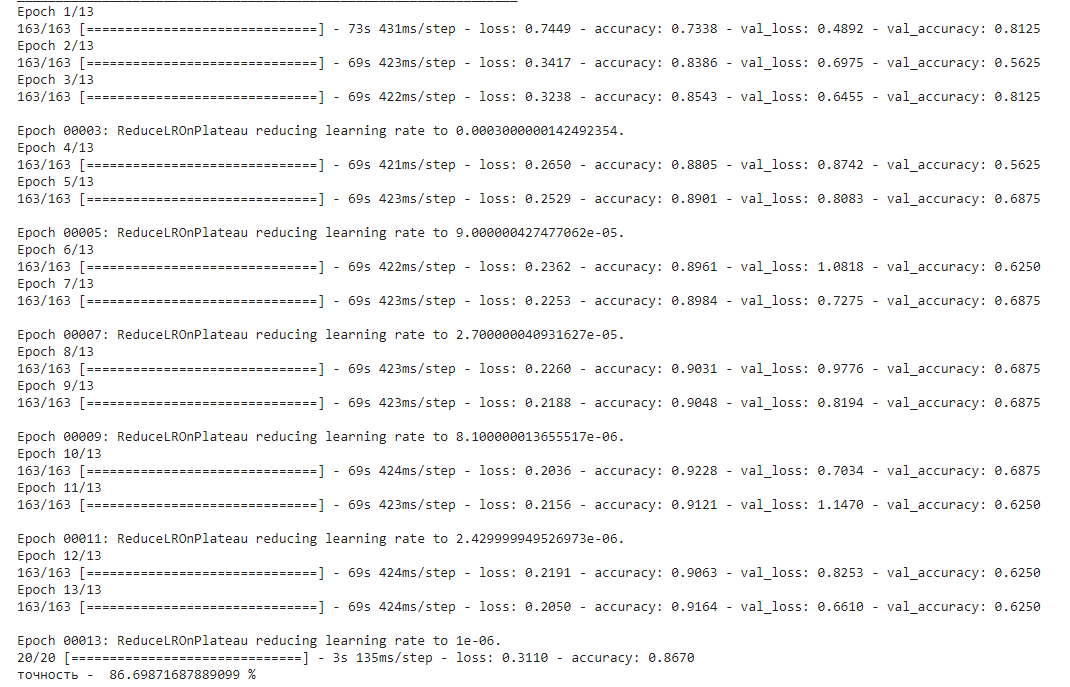 Epoch 1/13
163/163 [==============================] - 73s 431ms/step - loss: 0.7449 - accuracy: 0.7338 - val_loss: 0.4892 - val_accuracy: 0.8125
Epoch 2/13
163/163 [==============================] - 69s 423ms/step - loss: 0.3417 - accuracy: 0.8386 - val_loss: 0.6975 - val_accuracy: 0.5625
Epoch 3/13
163/163 [==============================] - 69s 422ms/step - loss: 0.3238 - accuracy: 0.8543 - val_loss: 0.6455 - val_accuracy: 0.8125
Epoch 00003: ReduceLROnPlateau reducing learning rate to 0.0003000000142492354.
Epoch 4/13
163/163 [==============================] - 69s 421ms/step - loss: 0.2650 - accuracy: 0.8805 - val_loss: 0.8742 - val_accuracy: 0.5625
Epoch 5/13
163/163 [==============================] - 69s 423ms/step - loss: 0.2529 - accuracy: 0.8901 - val_loss: 0.8083 - val_accuracy: 0.6875
Epoch 00005: ReduceLROnPlateau reducing learning rate to 9.000000427477062e-05.
Epoch 6/13
163/163 [==============================] - 69s 422ms/step - loss: 0.2362 - accuracy: 0.8961 - val_loss: 1.0818 - val_accuracy: 0.6250
Epoch 7/13
163/163 [==============================] - 69s 423ms/step - loss: 0.2253 - accuracy: 0.8984 - val_loss: 0.7275 - val_accuracy: 0.6875
Epoch 00007: ReduceLROnPlateau reducing learning rate to 2.700000040931627e-05.
Epoch 8/13
163/163 [==============================] - 69s 423ms/step - loss: 0.2260 - accuracy: 0.9031 - val_loss: 0.9776 - val_accuracy: 0.6875
Epoch 9/13
163/163 [==============================] - 69s 423ms/step - loss: 0.2188 - accuracy: 0.9048 - val_loss: 0.8194 - val_accuracy: 0.6875
Epoch 00009: ReduceLROnPlateau reducing learning rate to 8.100000013655517e-06.
Epoch 10/13
163/163 [==============================] - 69s 424ms/step - loss: 0.2036 - accuracy: 0.9228 - val_loss: 0.7034 - val_accuracy: 0.6875
Epoch 11/13
163/163 [==============================] - 69s 423ms/step - loss: 0.2156 - accuracy: 0.9121 - val_loss: 1.1470 - val_accuracy: 0.6250
Epoch 00011: ReduceLROnPlateau reducing learning rate to 2.429999949526973e-06.
Epoch 12/13
163/163 [==============================] - 69s 424ms/step - loss: 0.2191 - accuracy: 0.9063 - val_loss: 0.8253 - val_accuracy: 0.6250
Epoch 13/13
163/163 [==============================] - 69s 424ms/step - loss: 0.2050 - accuracy: 0.9164 - val_loss: 0.6610 - val_accuracy: 0.6250
Epoch 00013: ReduceLROnPlateau reducing learning rate to 1e-06.
20/20 [==============================] - 3s 135ms/step - loss: 0.3110 - accuracy: 0.8670
точность -  86.69871687889099 %